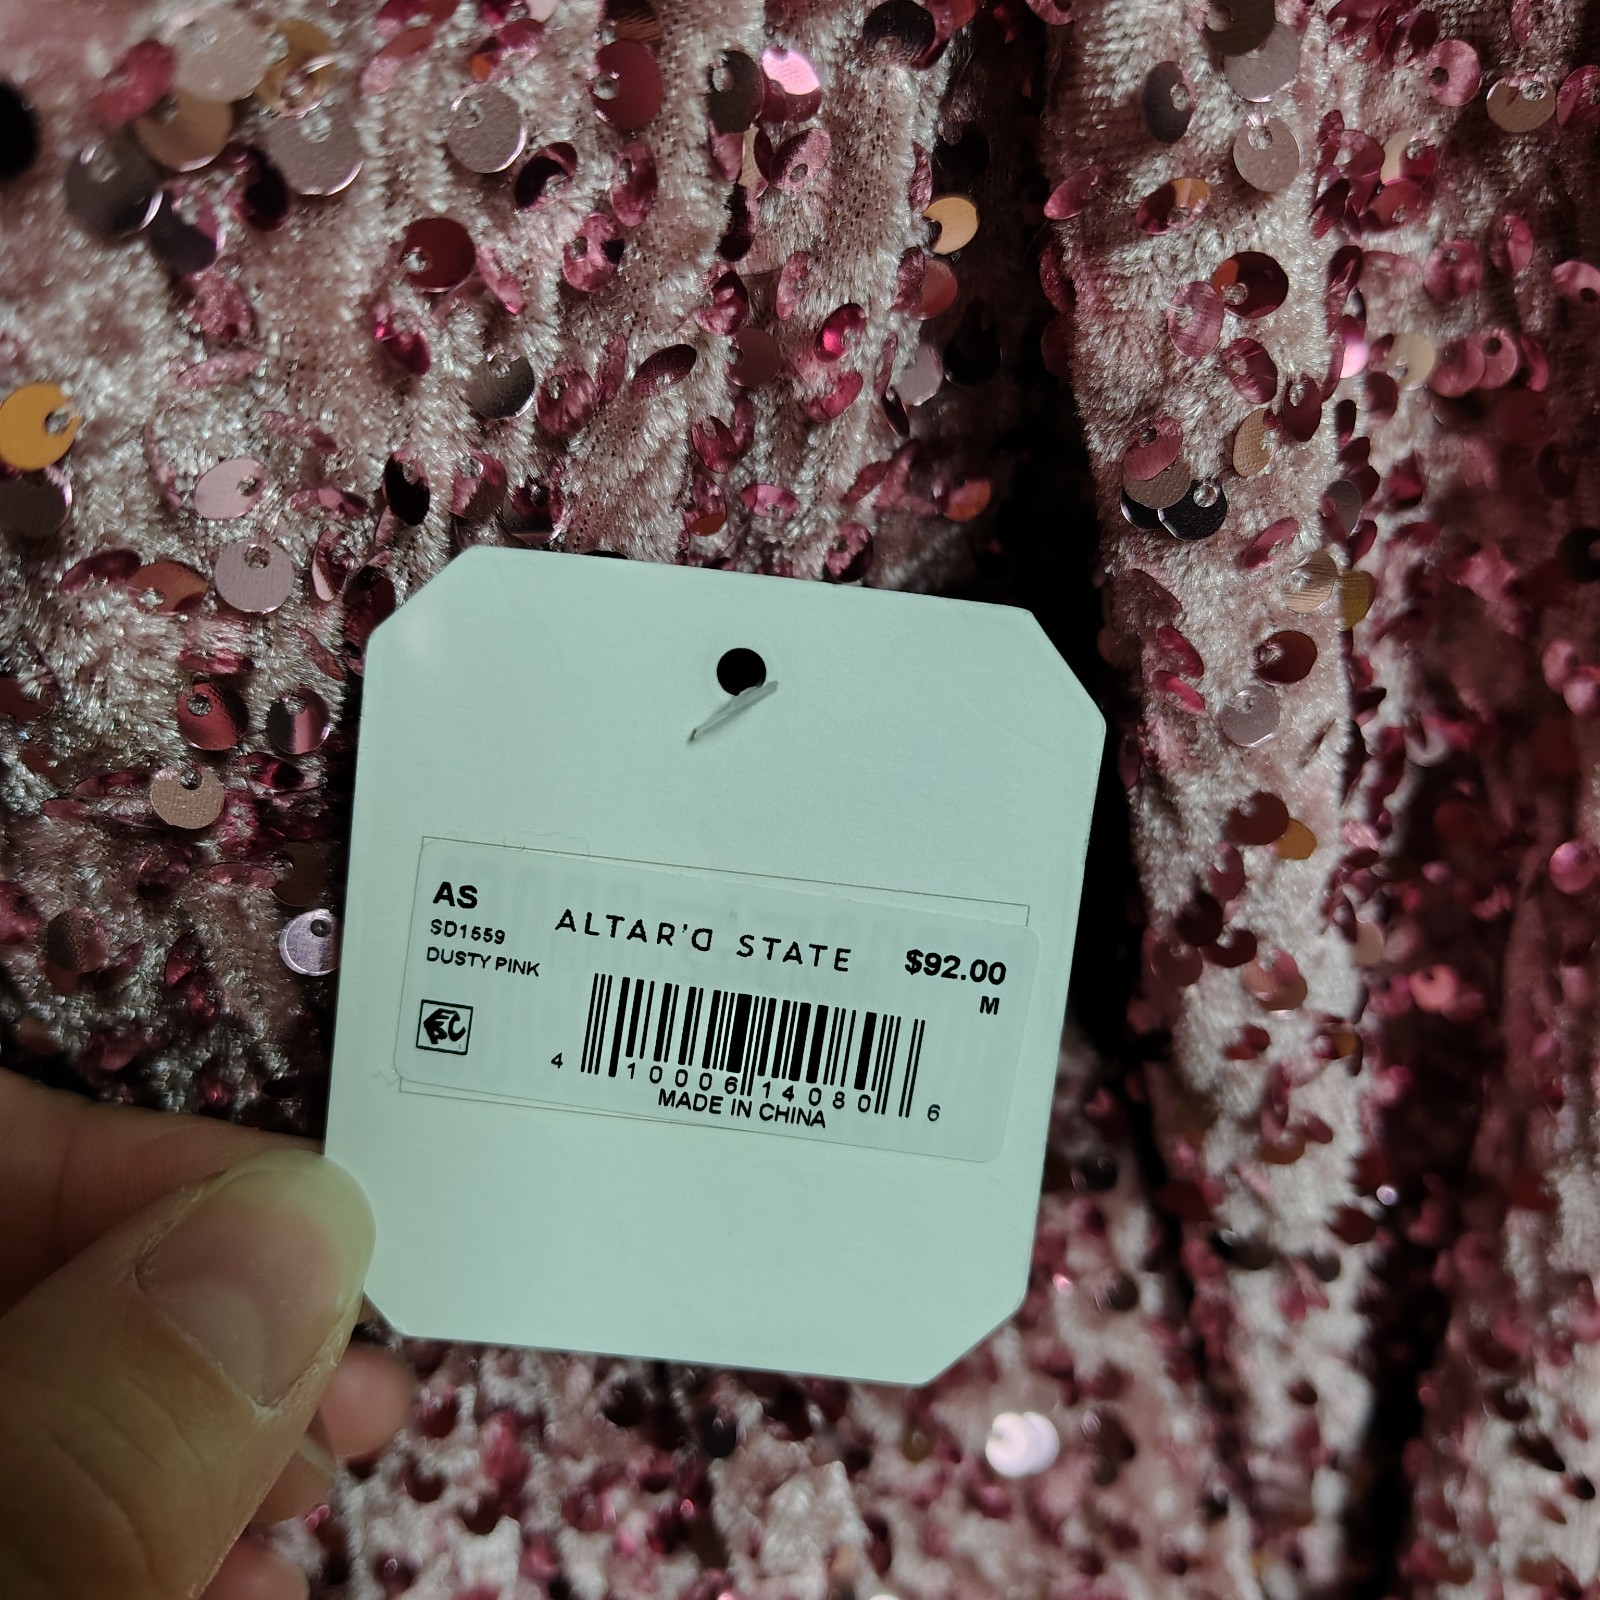 AS
SD1559
DUSTY PINK
ALTAR'D STATE
$92.00
M
4 10006 14080 6
MADE IN CHINA